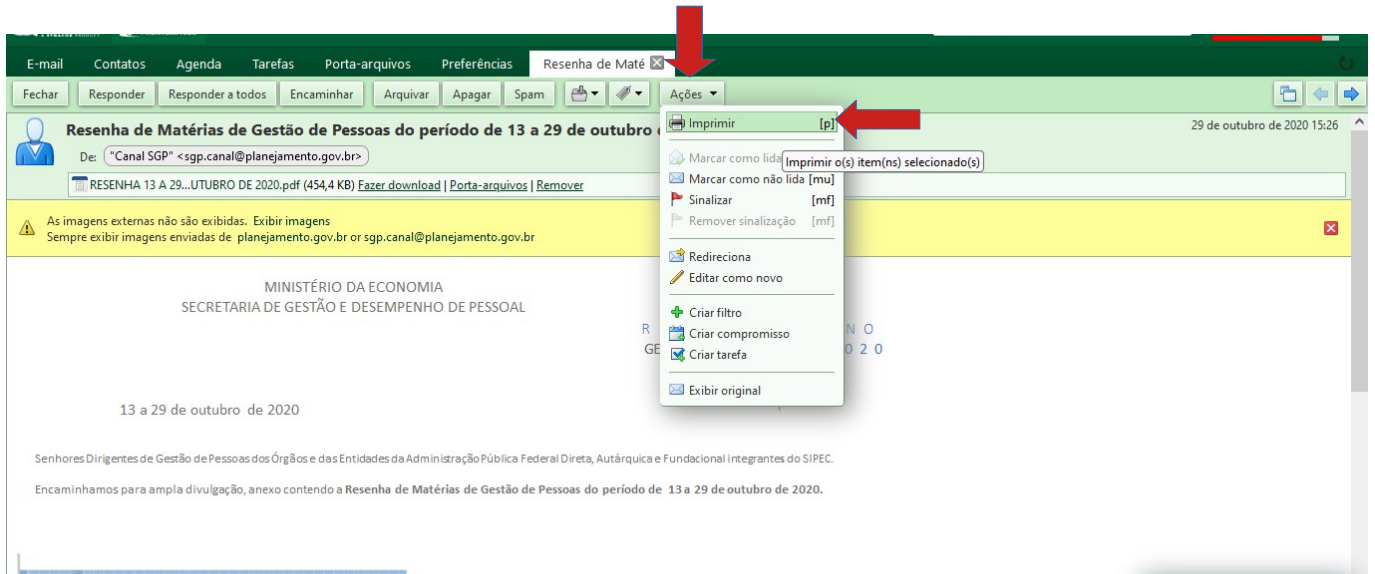 E-mail Contatos Agenda Tarefas Porta-arquivos Preferências Resenha de Maté
Fechar Responder Responder a todos Encaminhar Arquivar Apagar Spam Ações
Resenha de Matérias de Gestão de Pessoas do período de 13 a 29 de outubro
29 de outubro de 2020 15:26
De: "Canal SGP" <sgp.canal@planejamento.gov.br>
RESENHA 13 A 29...UTUBRO DE 2020.pdf (454,4 KB) Fazer download | Porta-arquivos | Remover
As imagens externas não são exibidas. Exibir imagens
Sempre exibir imagens enviadas de planejamento.gov.br or sgp.canal@planejamento.gov.br
Imprimir [p]
Marcar como lida
Imprimir o(s) item(ns) selecionado(s)
Marcar como não lida [mu]
Sinalizar [mf]
Remover sinalização [mf]
Redireciona
Editar como novo
Criar filtro
Criar compromisso
Criar tarefa
Exibir original
MINISTÉRIO DA ECONOMIA
SECRETARIA DE GESTÃO E DESEMPENHO DE PESSOAL
R N O
GE 0 2 0
13 a 29 de outubro de 2020
Senhores Dirigentes de Gestão de Pessoas dos Órgãos e das Entidades da Administração Pública Federal Direta, Autárquica e Fundacional integrantes do SIPEC.
Encaminhamos para ampla divulgação, anexo contendo a Resenha de Matérias de Gestão de Pessoas do período de 13 a 29 de outubro de 2020.